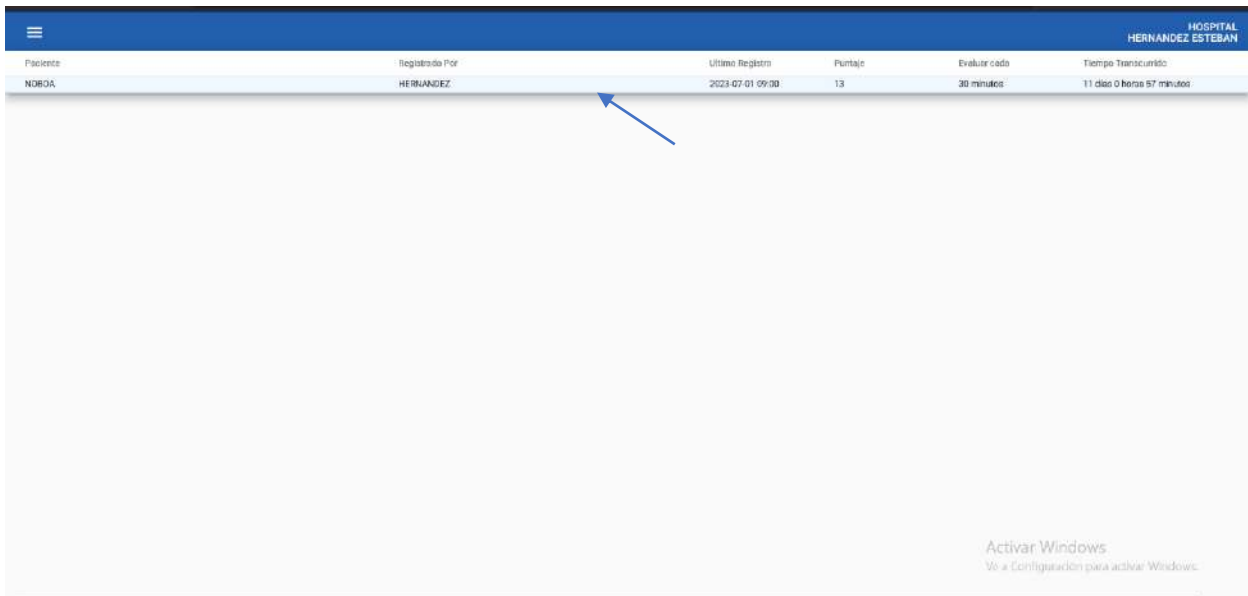 HOSPITAL
HERNANDEZ ESTEBAN
Paciente Registrado Por Ultimo Registro Puntaje Evaluar cada Tiempo Transcurrido
NOBOA HERNANDEZ 2023-07-01 09:00 13 30 minutos 11 dias 0 horas 57 minutos
Activar Windows
Ve a Configuración para activar Windows.